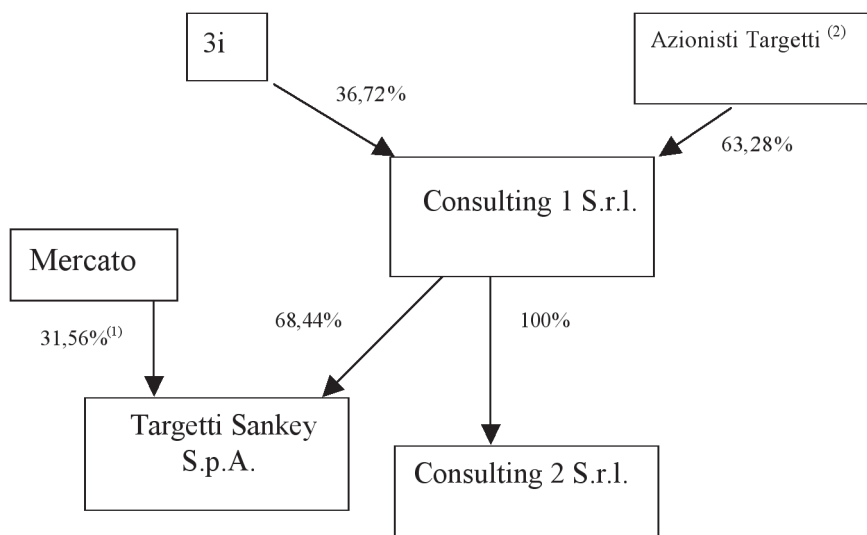 3i
Azionisti Targetti (2)
36,72%
63,28%
Consulting 1 S.r.l.
Mercato
31,56%(1)
68,44%
100%
Targetti Sankey
S.p.A.
Consulting 2 S.r.l.